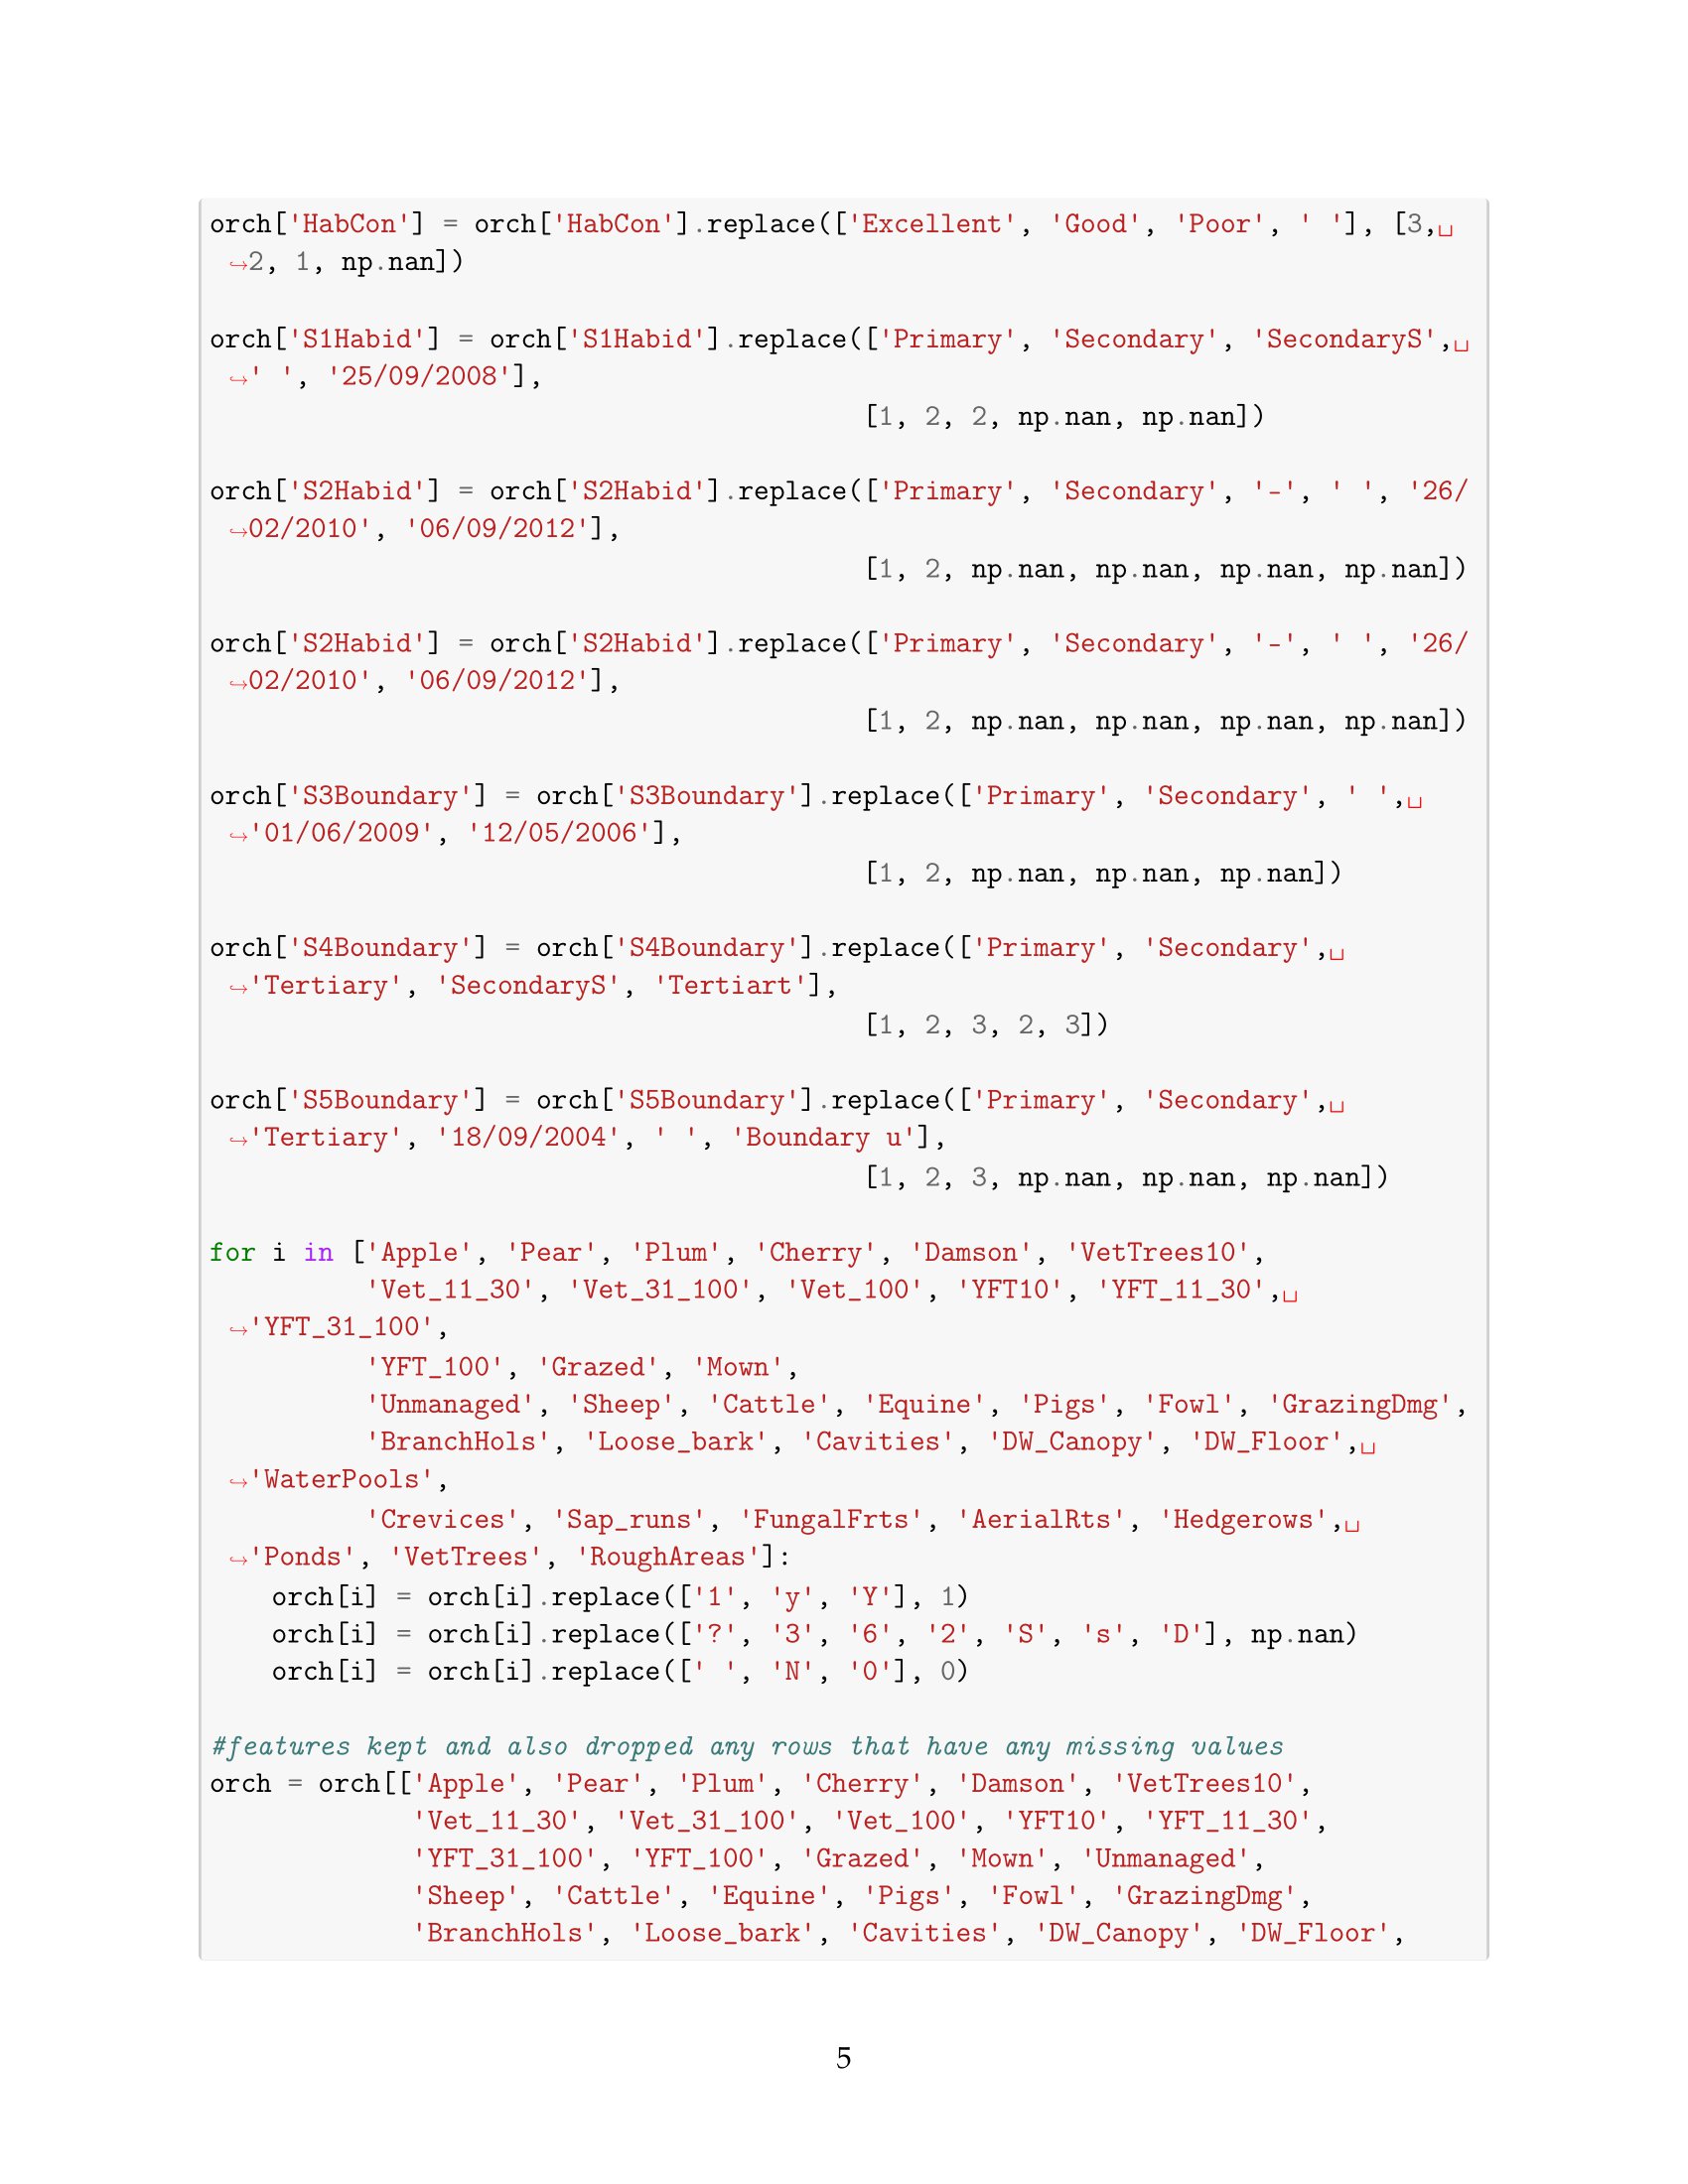 orch['HabCon'] = orch['HabCon'].replace(['Excellent', 'Good', 'Poor', ' '], [3,␣
↪2, 1, np.nan])
orch['S1Habid'] = orch['S1Habid'].replace(['Primary', 'Secondary', 'SecondaryS',␣
↪' ', '25/09/2008'],
[1, 2, 2, np.nan, np.nan])
orch['S2Habid'] = orch['S2Habid'].replace(['Primary', 'Secondary', '-', ' ', '26/
↪02/2010', '06/09/2012'],
[1, 2, np.nan, np.nan, np.nan, np.nan])
orch['S2Habid'] = orch['S2Habid'].replace(['Primary', 'Secondary', '-', ' ', '26/
↪02/2010', '06/09/2012'],
[1, 2, np.nan, np.nan, np.nan, np.nan])
orch['S3Boundary'] = orch['S3Boundary'].replace(['Primary', 'Secondary', ' ',␣
↪'01/06/2009', '12/05/2006'],
[1, 2, np.nan, np.nan, np.nan])
orch['S4Boundary'] = orch['S4Boundary'].replace(['Primary', 'Secondary',␣
↪'Tertiary', 'SecondaryS', 'Tertiart'],
[1, 2, 3, 2, 3])
orch['S5Boundary'] = orch['S5Boundary'].replace(['Primary', 'Secondary',␣
↪'Tertiary', '18/09/2004', ' ', 'Boundary u'],
[1, 2, 3, np.nan, np.nan, np.nan])
for i in ['Apple', 'Pear', 'Plum', 'Cherry', 'Damson', 'VetTrees10',
'Vet_11_30', 'Vet_31_100', 'Vet_100', 'YFT10', 'YFT_11_30',␣
↪'YFT_31_100',
'YFT_100', 'Grazed', 'Mown',
'Unmanaged', 'Sheep', 'Cattle', 'Equine', 'Pigs', 'Fowl', 'GrazingDmg',
'BranchHols', 'Loose_bark', 'Cavities', 'DW_Canopy', 'DW_Floor',␣
↪'WaterPools',
'Crevices', 'Sap_runs', 'FungalFrts', 'AerialRts', 'Hedgerows',␣
↪'Ponds', 'VetTrees', 'RoughAreas']:
orch[i] = orch[i].replace(['1', 'y', 'Y'], 1)
orch[i] = orch[i].replace(['?', '3', '6', '2', 'S', 's', 'D'], np.nan)
orch[i] = orch[i].replace([' ', 'N', '0'], 0)
#features kept and also dropped any rows that have any missing values
orch = orch[['Apple', 'Pear', 'Plum', 'Cherry', 'Damson', 'VetTrees10',
'Vet_11_30', 'Vet_31_100', 'Vet_100', 'YFT10', 'YFT_11_30',
'YFT_31_100', 'YFT_100', 'Grazed', 'Mown', 'Unmanaged',
'Sheep', 'Cattle', 'Equine', 'Pigs', 'Fowl', 'GrazingDmg',
'BranchHols', 'Loose_bark', 'Cavities', 'DW_Canopy', 'DW_Floor',
5